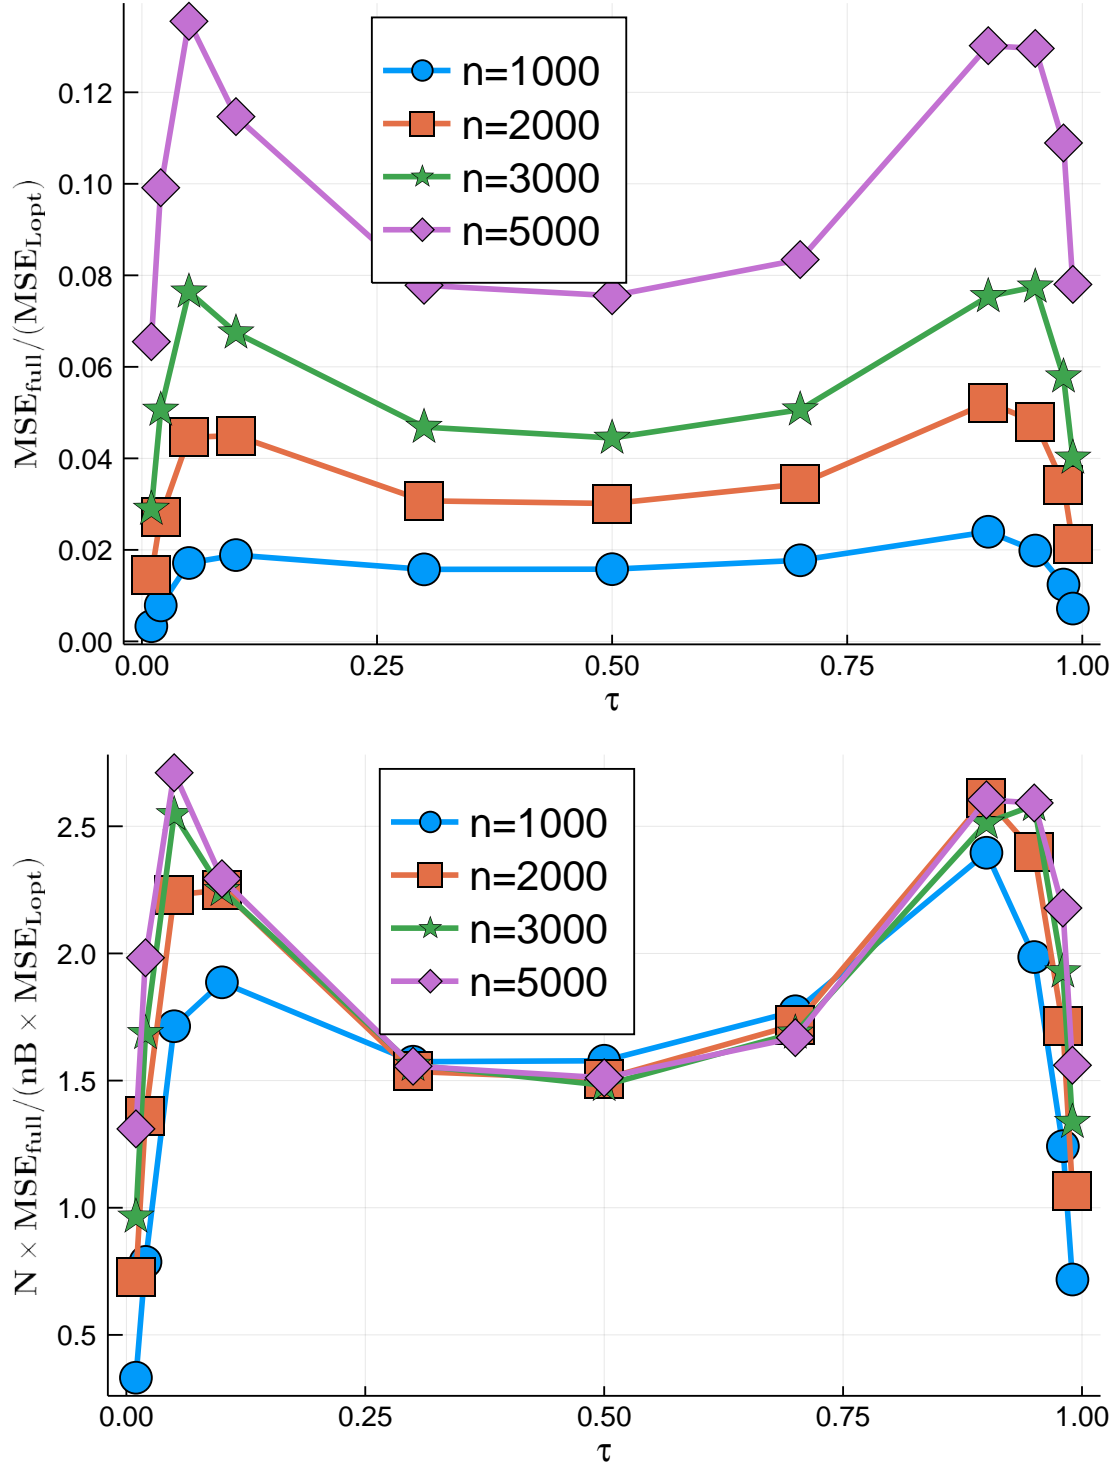 MSE_full/(MSE_Lopt)
0.12
0.10
0.08
0.06
0.04
0.02
0.00
n=1000
n=2000
n=3000
n=5000
0.00 0.25 0.50 0.75 1.00
τ
N × MSE_full/(nB × MSE_Lopt)
2.5
2.0
1.5
1.0
0.5
n=1000
n=2000
n=3000
n=5000
0.00 0.25 0.50 0.75 1.00
τ